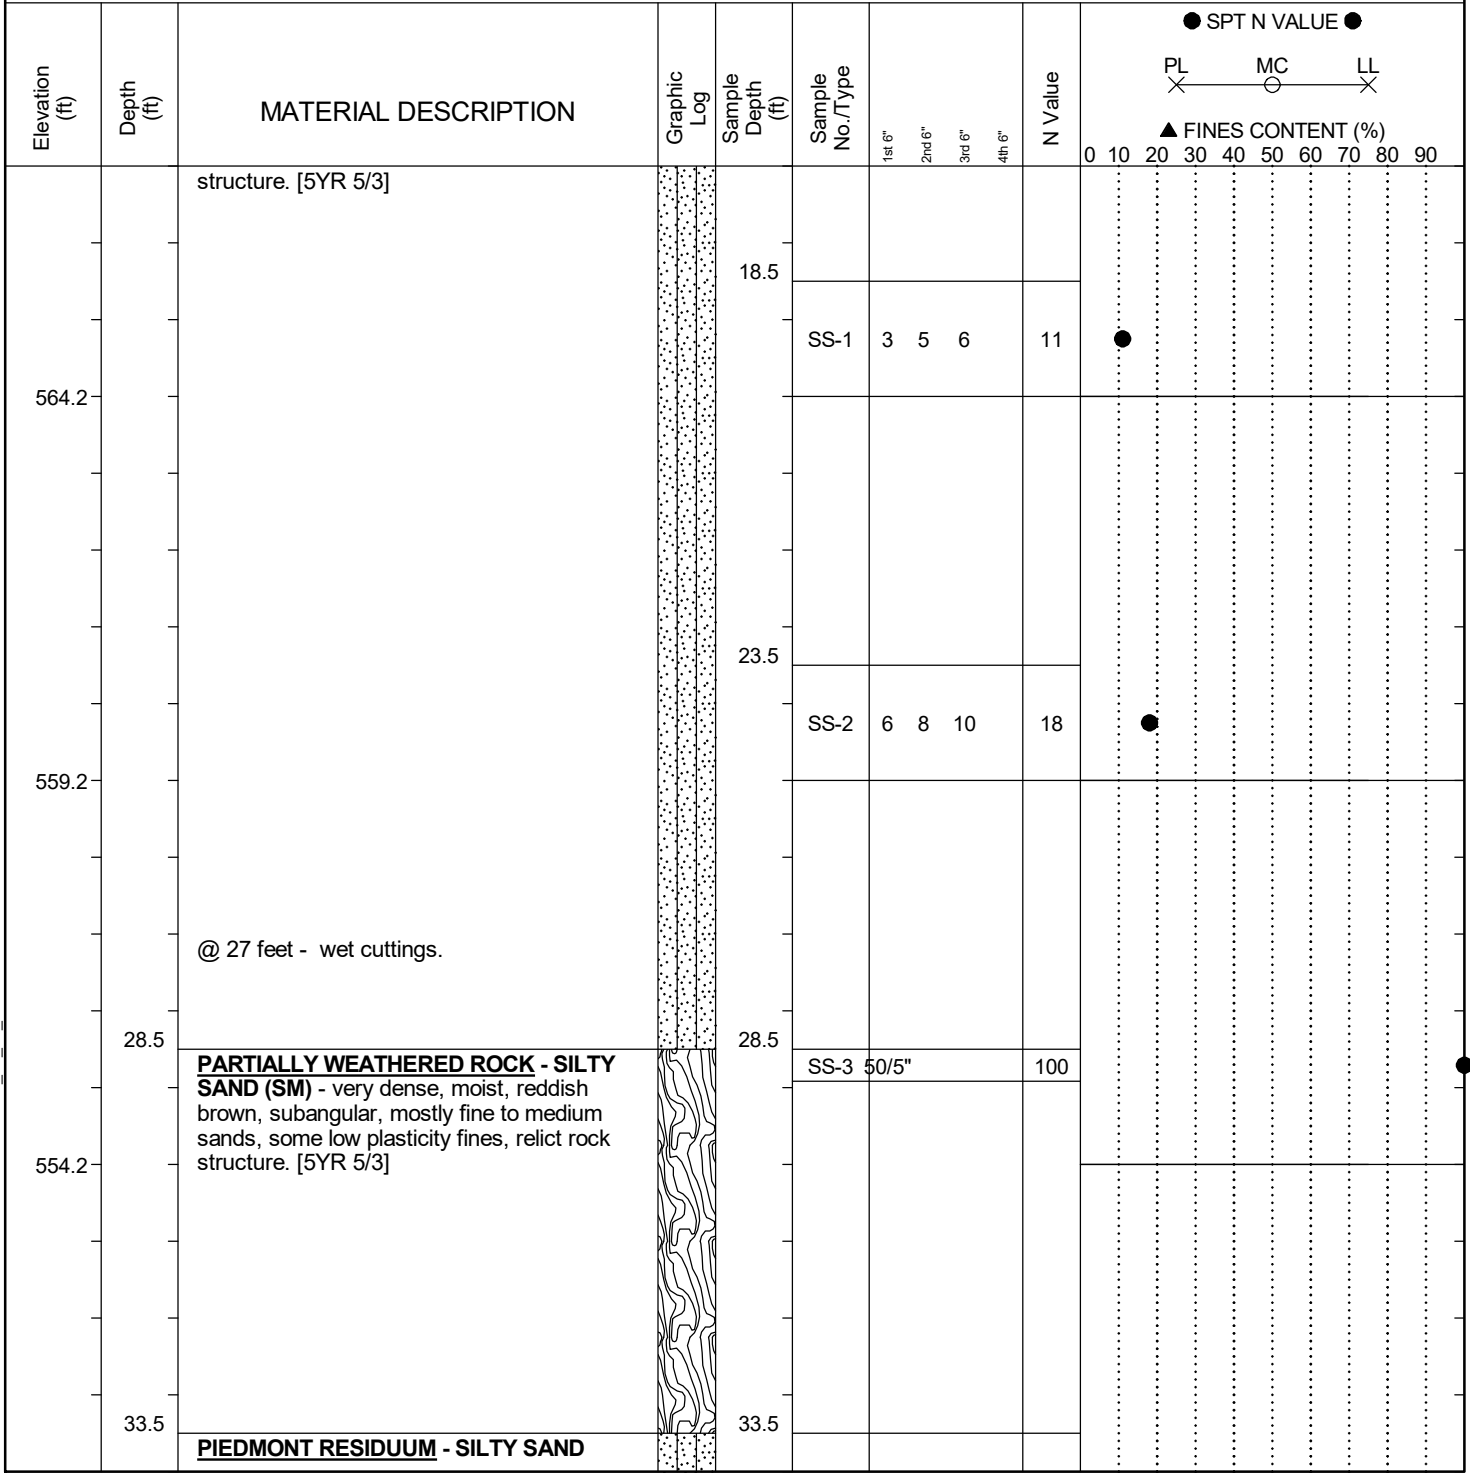 Elevation (ft)
Depth (ft)
MATERIAL DESCRIPTION
Graphic Log
Sample Depth (ft)
Sample No./Type
1st 6"
2nd 6"
3rd 6"
4th 6"
N Value
● SPT N VALUE ●
PL MC LL
▲ FINES CONTENT (%)
0 10 20 30 40 50 60 70 80 90
structure. [5YR 5/3]
18.5
SS-1 3 5 6 11
564.2
23.5
SS-2 6 8 10 18
559.2
@ 27 feet - wet cuttings.
28.5 28.5
PARTIALLY WEATHERED ROCK - SILTY
SS-3 50/5" 100
SAND (SM) - very dense, moist, reddish
brown, subangular, mostly fine to medium
sands, some low plasticity fines, relict rock
structure. [5YR 5/3]
554.2
33.5 33.5
PIEDMONT RESIDUUM - SILTY SAND